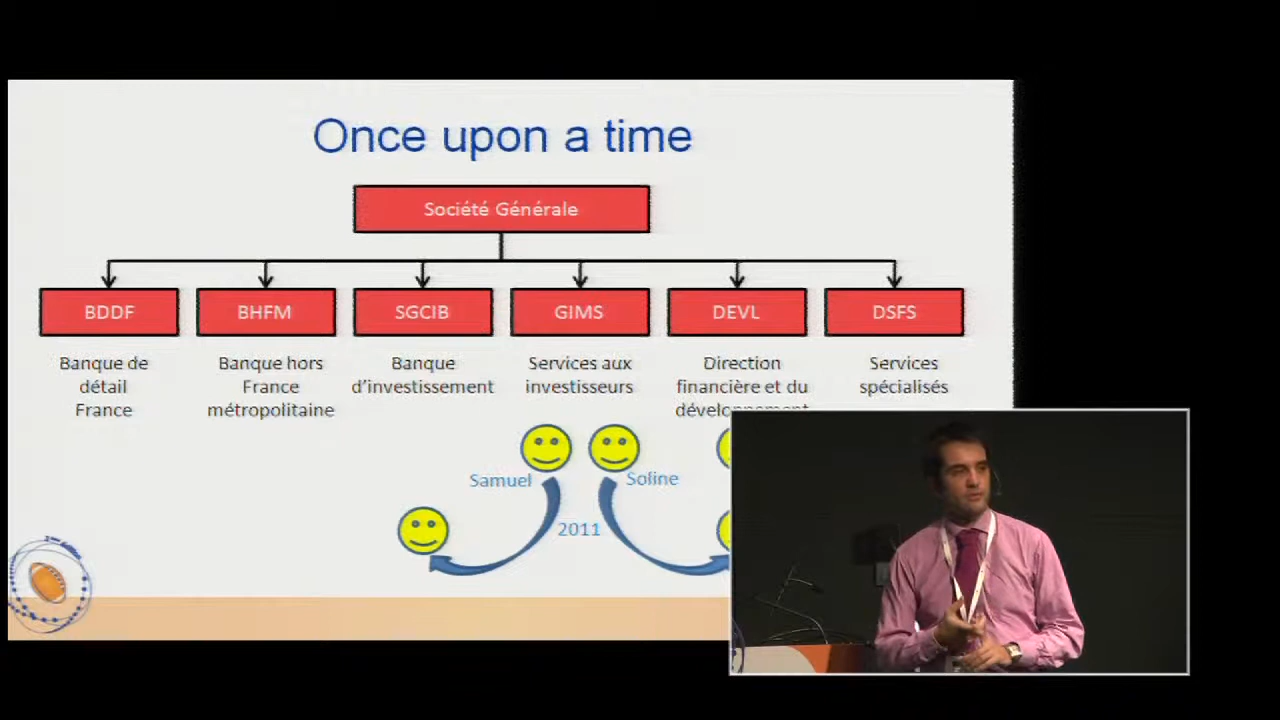 Once upon a time
Société Générale
BDDF
BHFM
SGCIB
GIMS
DEVL
DSFS
Banque de
détail
France
Banque hors
France
métropolitaine
Banque
d'investissement
Services aux
investisseurs
Direction
financière et du
développement
Services
spécialisés
Samuel
Soline
2011